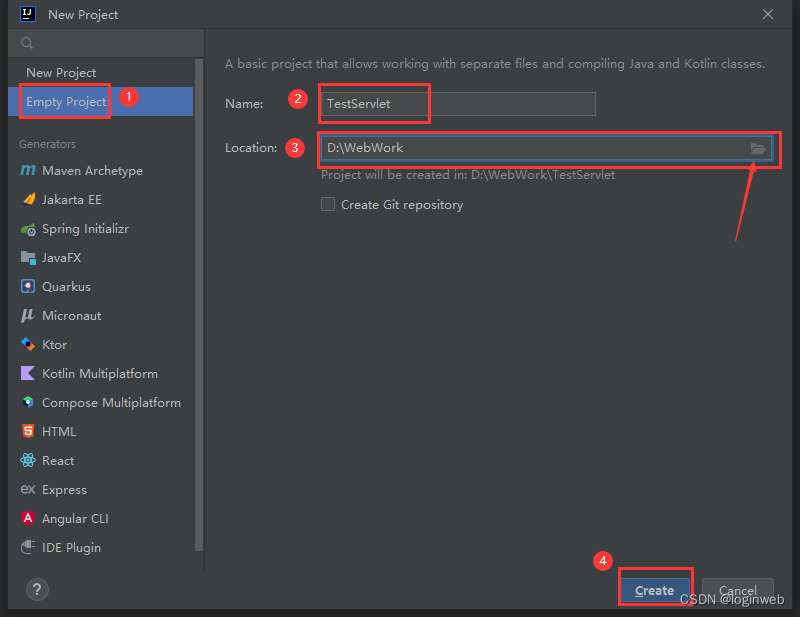 New Project
New Project
Empty Project
1
Generators
Maven Archetype
Jakarta EE
Spring Initializr
JavaFX
Quarkus
Micronaut
Ktor
Kotlin Multiplatform
Compose Multiplatform
HTML
React
Express
Angular CLI
IDE Plugin
A basic project that allows working with separate files and compiling Java and Kotlin classes.
Name: 2 TestServlet
Location: 3 D:\WebWork
Project will be created in: D:\WebWork\TestServlet
Create Git repository
4
? Create Cancel
CSDN @loginweb